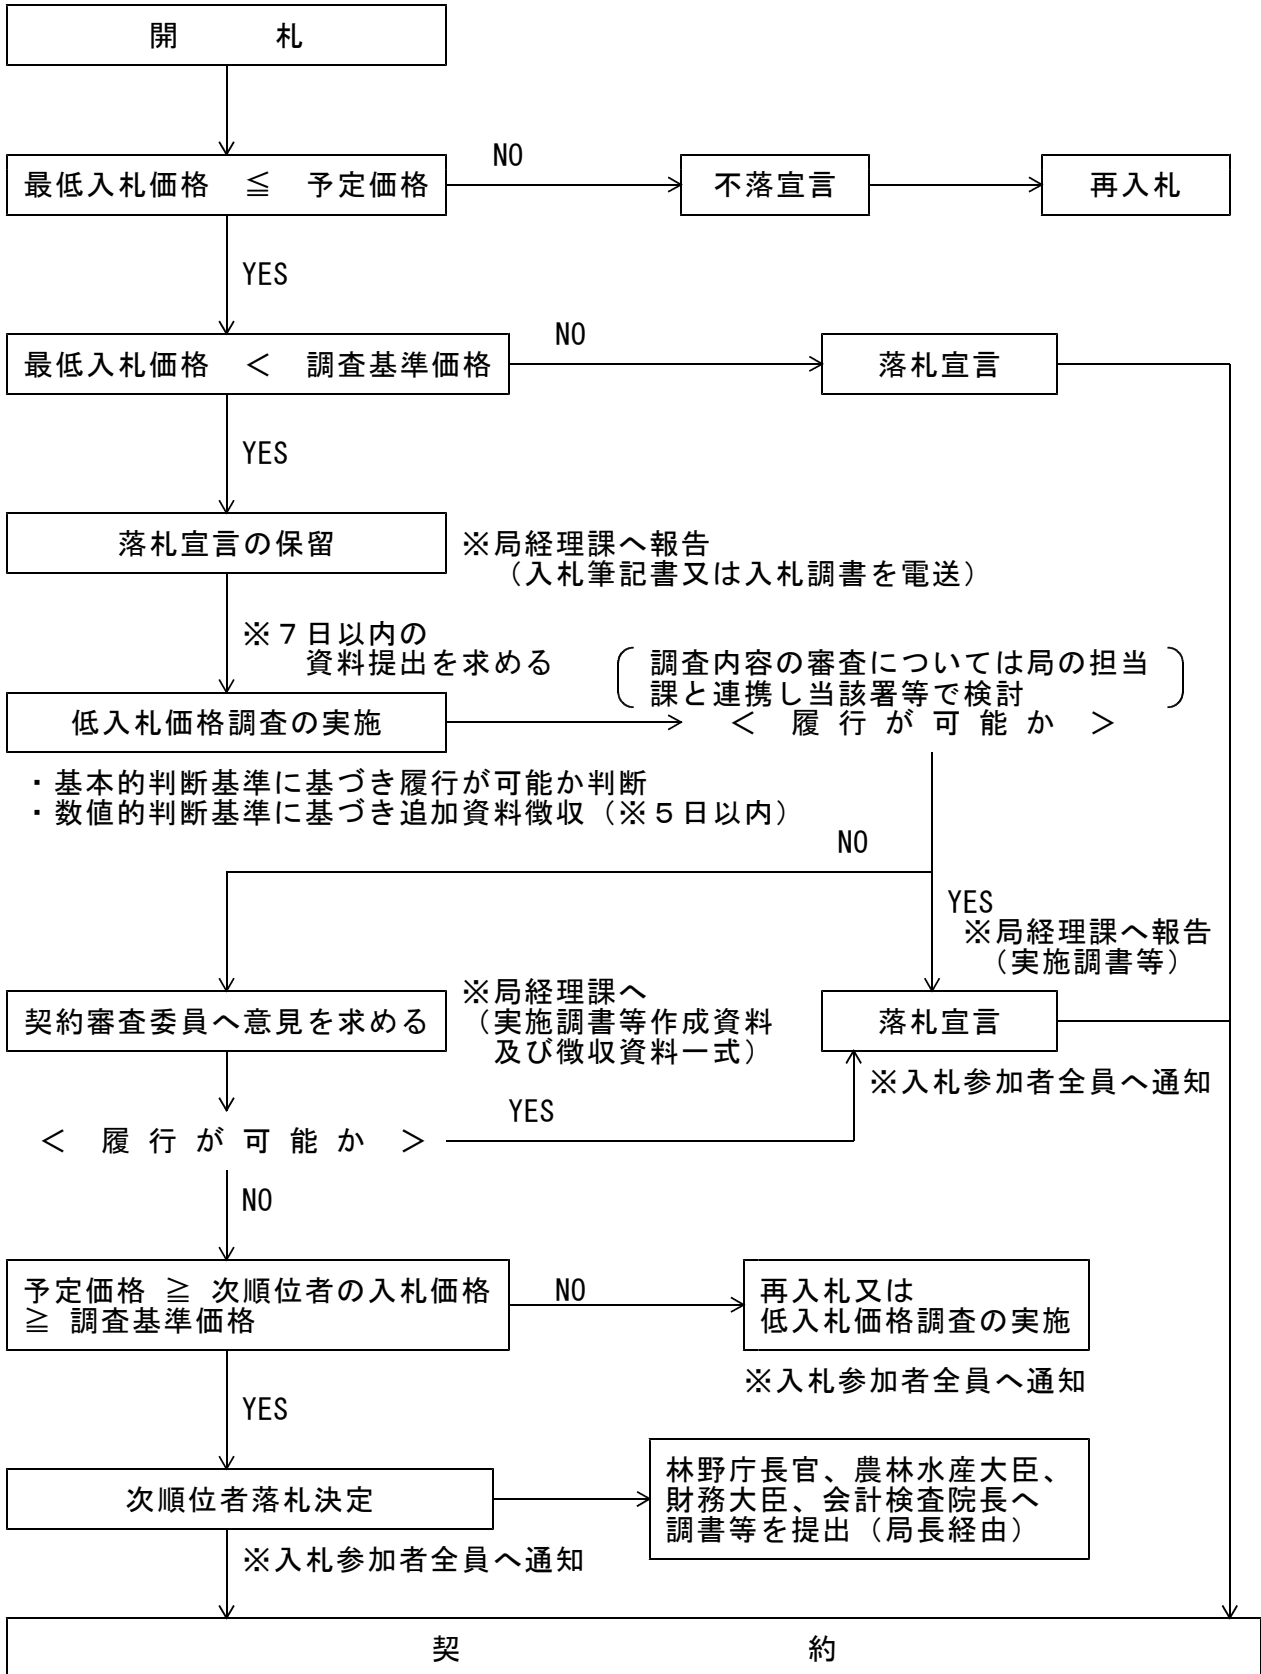 開　　　札
NO
最低入札価格　≦　予定価格
不落宣言
再入札
YES
NO
最低入札価格　＜　調査基準価格
落札宣言
YES
落札宣言の保留
※局経理課へ報告
（入札筆記書又は入札調書を電送）
※７日以内の
資料提出を求める
調査内容の審査については局の担当
課と連携し当該署等で検討
低入札価格調査の実施
＜　履 行 が 可 能 か　＞
・基本的判断基準に基づき履行が可能か判断
・数値的判断基準に基づき追加資料徴収（※５日以内）
NO
YES
※局経理課へ報告
（実施調書等）
契約審査委員へ意見を求める
※局経理課へ
（実施調書等作成資料
及び徴収資料一式）
落札宣言
※入札参加者全員へ通知
YES
＜　履 行 が 可 能 か　＞
NO
予定価格 ≧ 次順位者の入札価格
≧ 調査基準価格
NO
再入札又は
低入札価格調査の実施
※入札参加者全員へ通知
YES
次順位者落札決定
林野庁長官、農林水産大臣、
財務大臣、会計検査院長へ
調書等を提出（局長経由）
※入札参加者全員へ通知
契　　　　　　　　　　　約